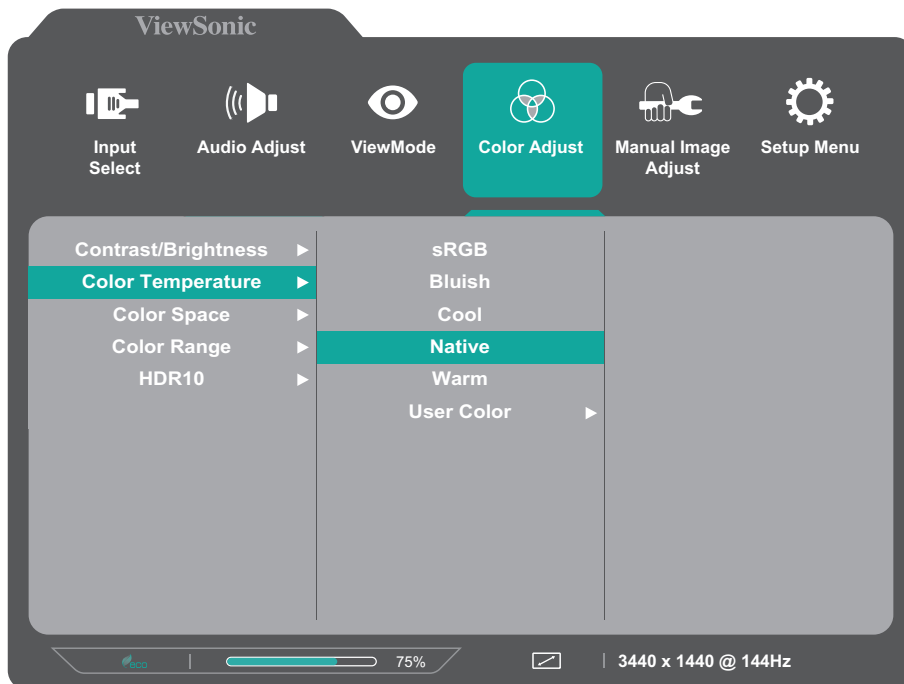 ViewSonic
Input Select
Audio Adjust
ViewMode
Color Adjust
Manual Image Adjust
Setup Menu
Contrast/Brightness
Color Temperature
Color Space
Color Range
HDR10
sRGB
Bluish
Cool
Native
Warm
User Color
eco
75%
3440 x 1440 @ 144Hz